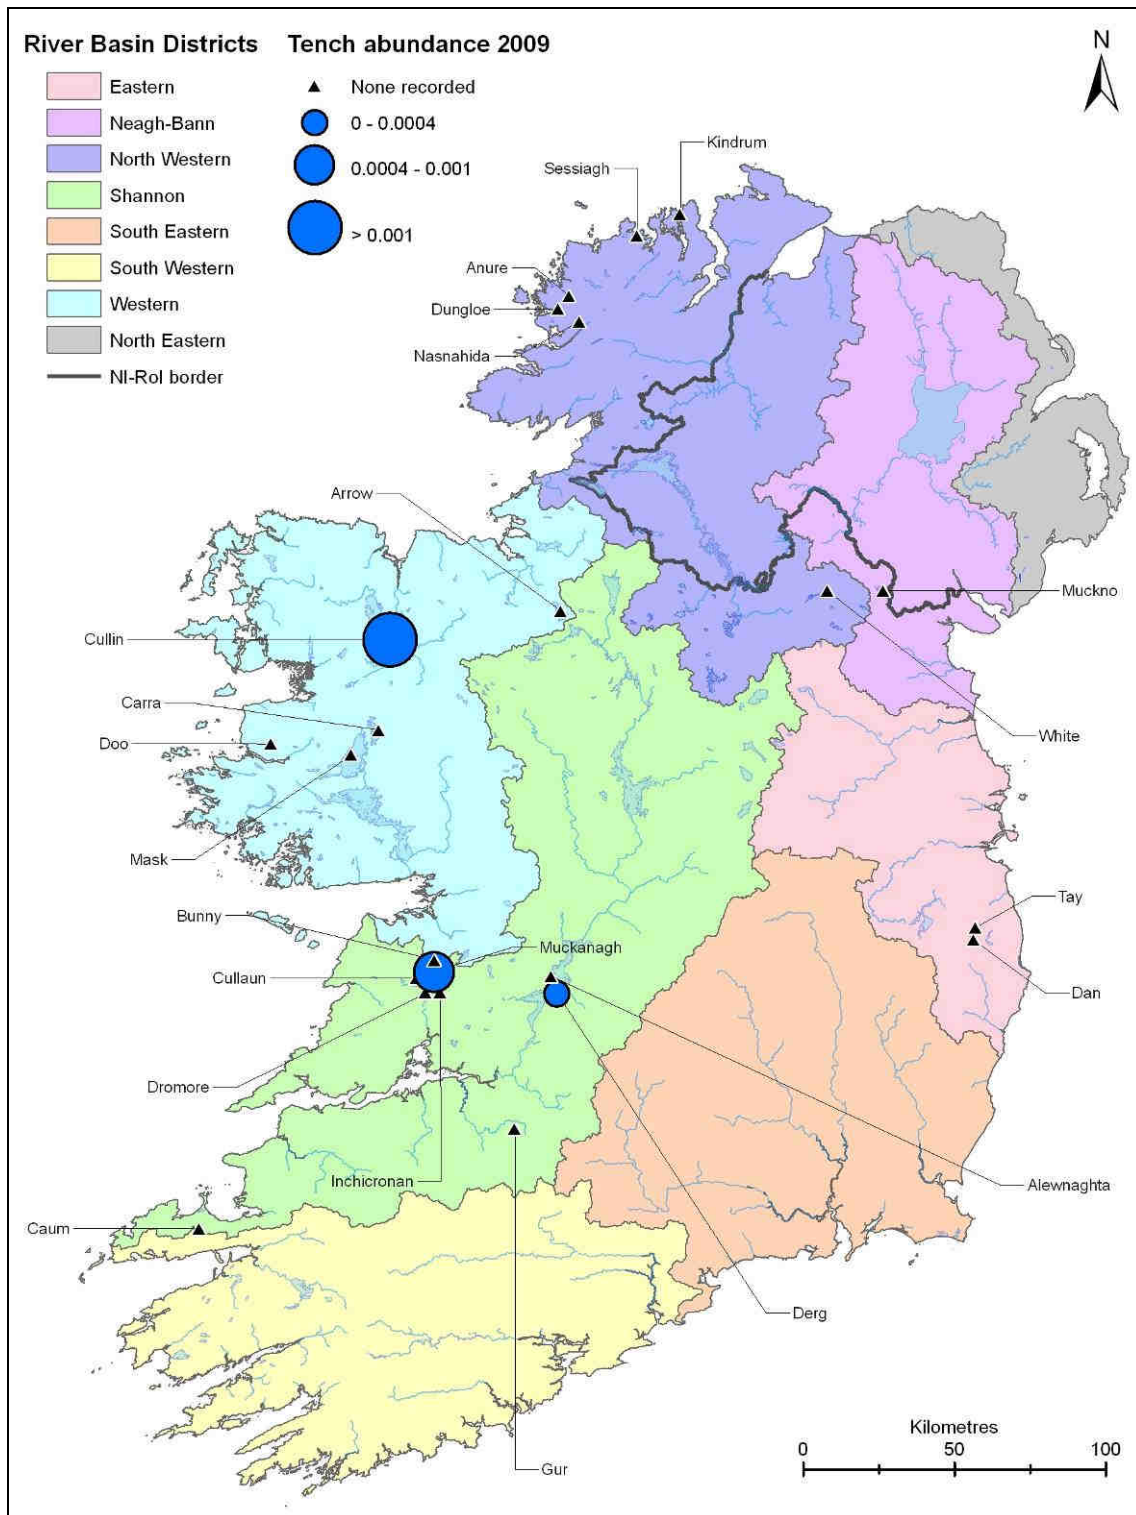 River Basin Districts
Eastern
Neagh-Bann
North Western
Shannon
South Eastern
South Western
Western
North Eastern
NI-RoI border
Tench abundance 2009
None recorded
0 - 0.0004
0.0004 - 0.001
> 0.001
N
Kindrum
Sessiagh
Anure
Dungloe
Nasnahida
Arrow
Muckno
Cullin
Carra
Doo
White
Mask
Tay
Bunny
Muckanagh
Cullaun
Dan
Dromore
Inchicronan
Alewnaghta
Caum
Derg
Gur
Kilometres
0 50 100